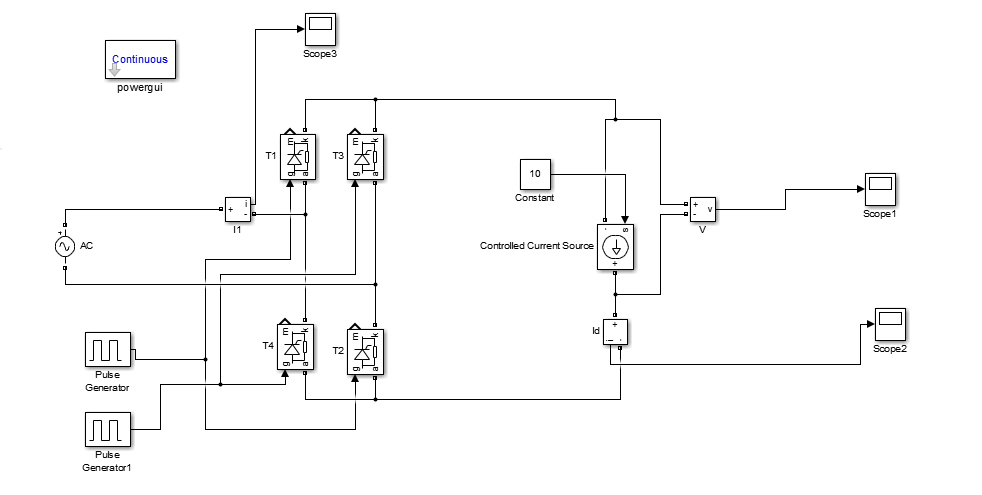 Scope3
Continuous
powergui
m k
T1
g a
m k
T3
g a
10
Constant
+ i
-
I1
+ v
-
V
Scope1
- s
Controlled Current Source
+
+
AC
m k
T4
g a
m k
T2
g a
Id
+
i -
Scope2
Pulse
Generator
Pulse
Generator1